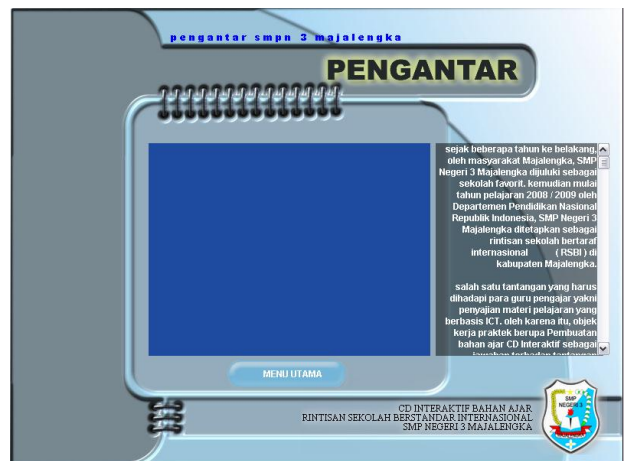 pengantar smpn 3 majalengka
PENGANTAR
sejak beberapa tahun ke belakang,
oleh masyarakat Majalengka, SMP
Negeri 3 Majalengka dijuluki sebagai
sekolah favorit. kemudian mulai
tahun pelajaran 2008 / 2009 oleh
Departemen Pendidikan Nasional
Republik Indonesia, SMP Negeri 3
Majalengka ditetapkan sebagai
rintisan sekolah bertaraf
internasional ( RSBI ) di
kabupaten Majalengka.
salah satu tantangan yang harus
dihadapi para guru pengajar yakni
penyajian materi pelajaran yang
berbasis ICT. oleh karena itu, objek
kerja praktek berupa Pembuatan
bahan ajar CD Interaktif sebagai
jawaban terhadap tantangan
MENU UTAMA
CD INTERAKTIF BAHAN AJAR
RINTISAN SEKOLAH BERSTANDAR INTERNASIONAL
SMP NEGERI 3 MAJALENGKA
SMP
NEGERI 3